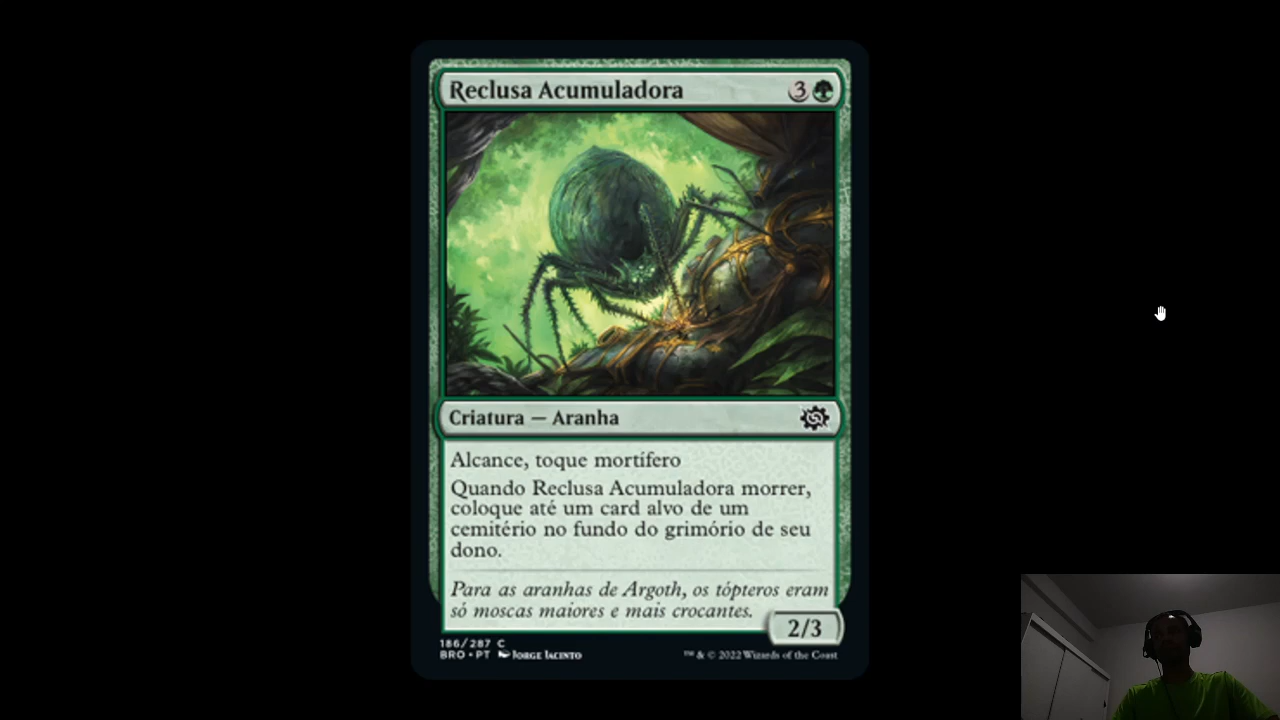 Reclusa Acumuladora 3
Criatura — Aranha
Alcance, toque mortífero
Quando Reclusa Acumuladora morrer,
coloque até um card alvo de um
cemitério no fundo do grimório de seu
dono.
Para as aranhas de Argoth, os tópteros eram
só moscas maiores e mais crocantes.
2/3
186/287 C
BRO • PT Jorge Jacinto
™ & © 2022 Wizards of the Coast